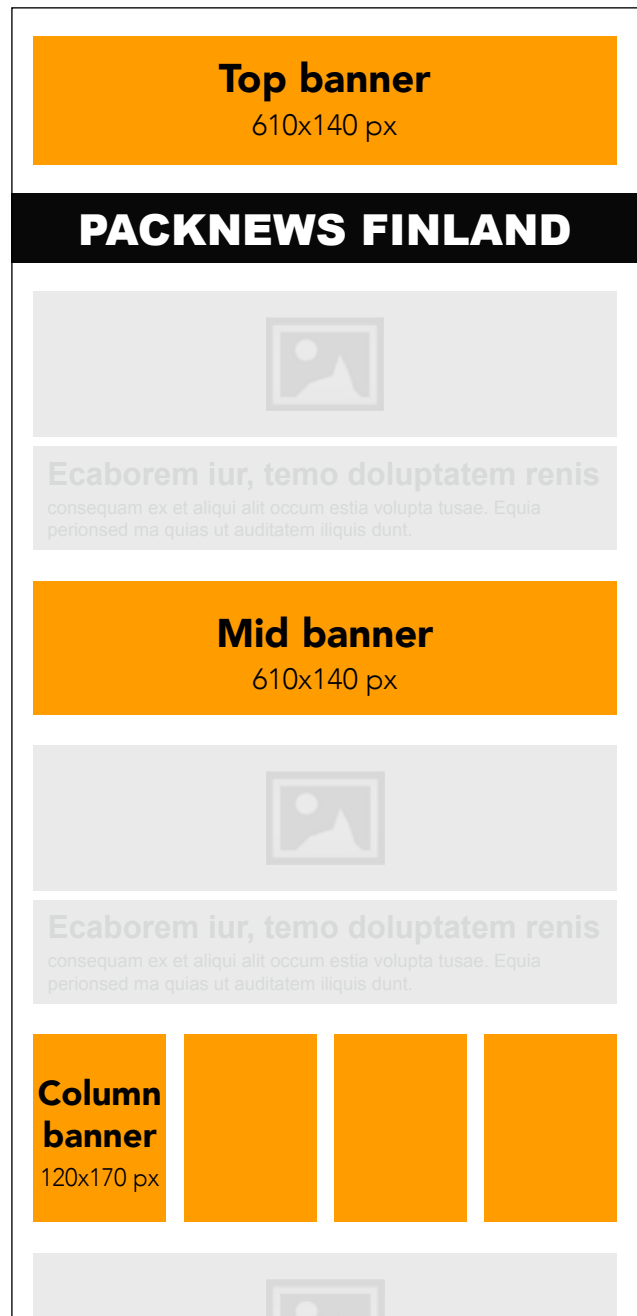 Top banner
610x140 px
PACKNEWS FINLAND
Ecaborem iur, temo doluptatem renis
consequam ex et aliqui alit occum estia volupta tusae. Equia
perionsed ma quias ut auditatem iliquis dunt.
Mid banner
610x140 px
Ecaborem iur, temo doluptatem renis
consequam ex et aliqui alit occum estia volupta tusae. Equia
perionsed ma quias ut auditatem iliquis dunt.
Column
banner
120x170 px